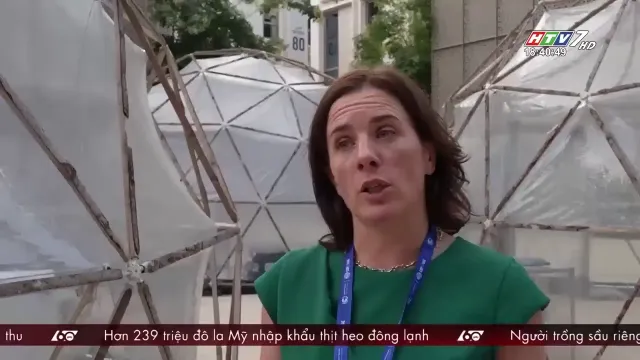 HTV7 HD
18:40:49
80
thu
Hơn 239 triệu đô la Mỹ nhập khẩu thịt heo đông lạnh
Người trồng sầu riêng